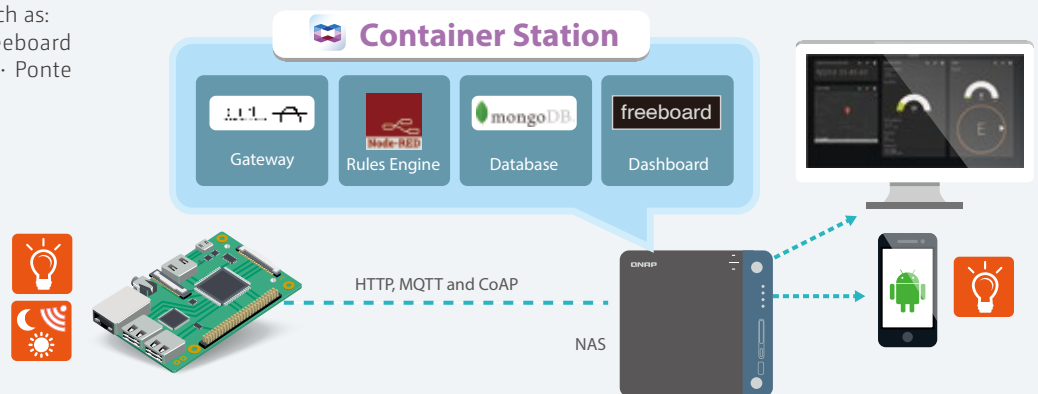 ch as:
eeboard
· Ponte
Container Station
Gateway
Node-RED
Rules Engine
mongoDB
Database
freeboard
Dashboard
HTTP, MQTT and CoAP
QNAP
NAS
E